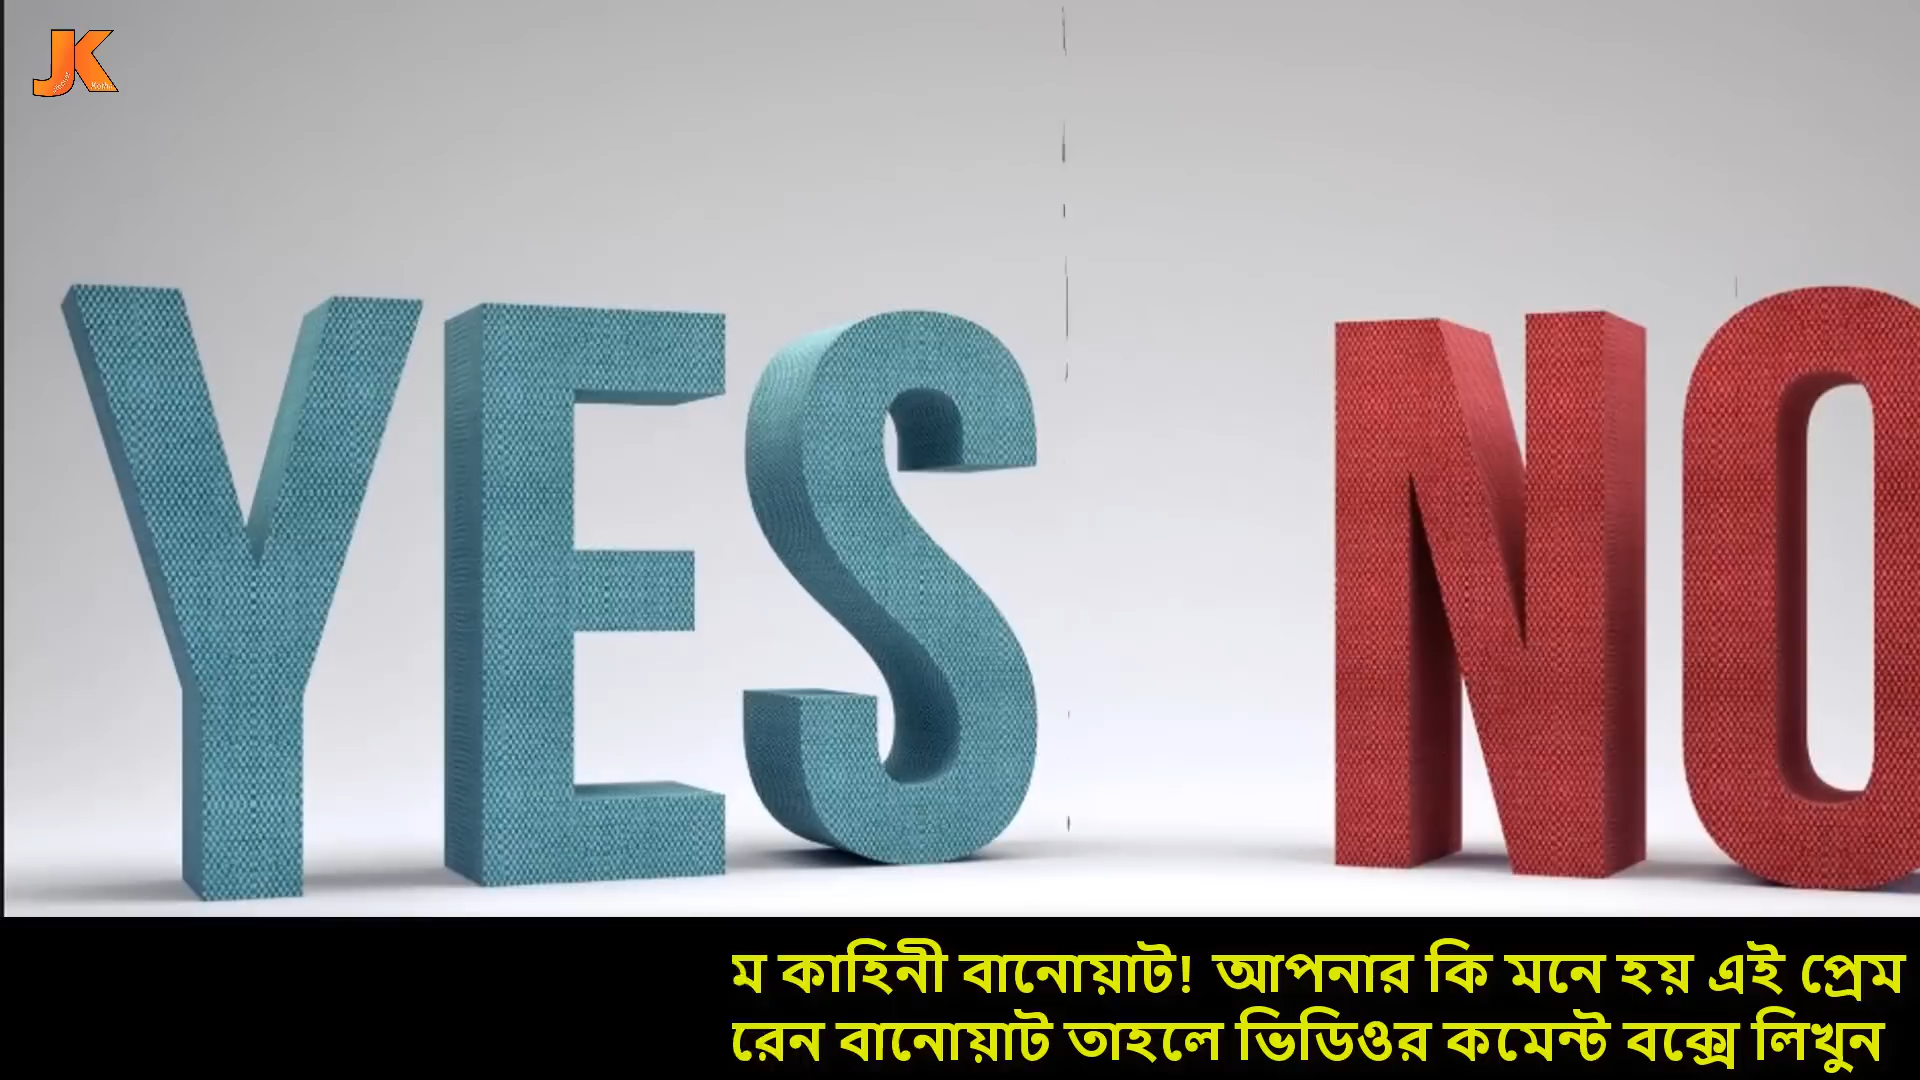 JK
YES NO
ম কাহিনী বানোয়াট! আপনার কি মনে হয় এই প্রেম
রেন বানোয়াট তাহলে ভিডিওর কমেন্ট বক্সে লিখুন